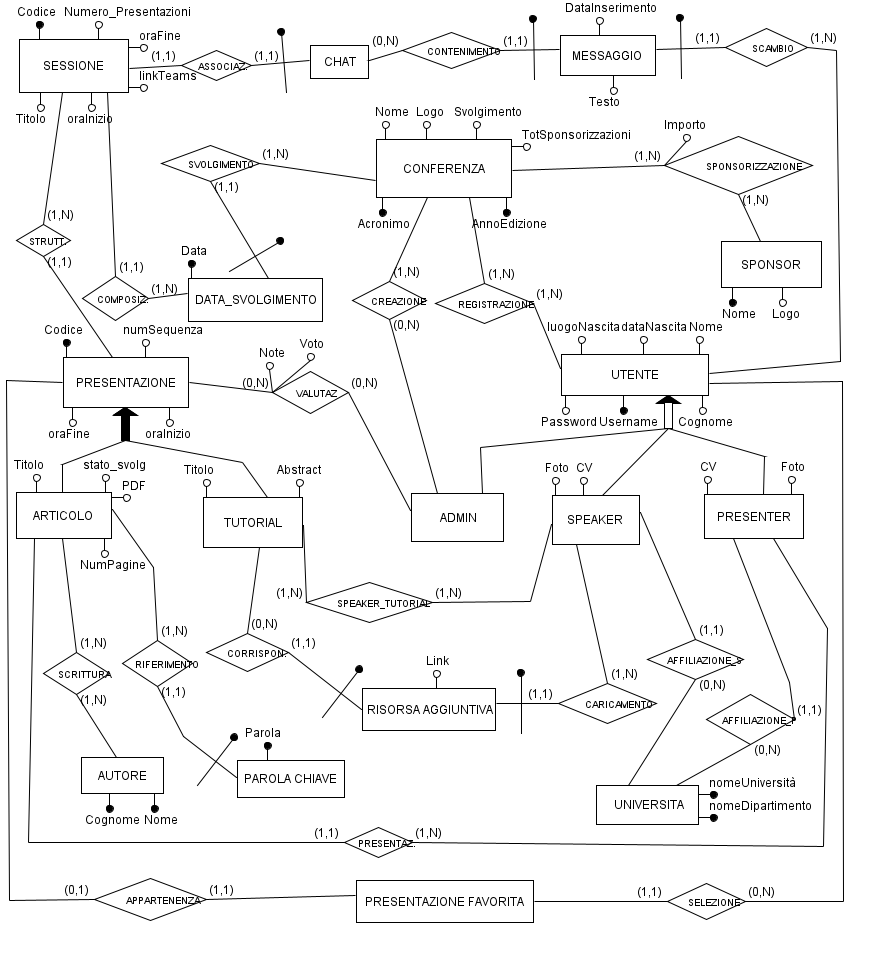 Codice Numero_Presentazioni
oraFine
SESSIONE
(1,1)
ASSOCIAZ.
(1,1)
CHAT
(0,N)
CONTENIMENTO
(1,1)
DataInserimento
MESSAGGIO
Testo
(1,1)
SCAMBIO
(1,N)
linkTeams
Titolo oraInizio
Nome Logo Svolgimento
TotSponsorizzazioni
CONFERENZA
Acronimo AnnoEdizione
SVOLGIMENTO
(1,N)
(1,1)
(1,N)
Importo
SPONSORIZZAZIONE
(1,N)
SPONSOR
Nome Logo
(1,N)
STRUTT.
(1,1)
(1,1)
COMPOSIZ.
(1,N)
Data
DATA_SVOLGIMENTO
(1,N)
CREAZIONE
(0,N)
(1,N)
REGISTRAZIONE
(1,N)
luogoNascita dataNascita Nome
UTENTE
Password Username Cognome
Codice numSequenza
PRESENTAZIONE
oraFine oraInizio
Note Voto
(0,N)
VALUTAZ.
(0,N)
Titolo stato_svolg
PDF
ARTICOLO
NumPagine
Titolo Abstract
TUTORIAL
ADMIN
Foto CV
SPEAKER
CV Foto
PRESENTER
(1,N)
SPEAKER_TUTORIAL
(1,N)
(1,N)
SCRITTURA
(1,N)
(1,N)
RIFERIMENTO
(1,1)
(0,N)
CORRISPON.
(1,1)
Link
RISORSA AGGIUNTIVA
(1,1)
CARICAMENTO
(1,N)
(1,1)
AFFILIAZIONE_S
(0,N)
AFFILIAZIONE_P
(1,1)
(0,N)
AUTORE
Cognome Nome
Parola
PAROLA CHIAVE
UNIVERSITA
nomeUniversità
nomeDipartimento
(1,1)
PRESENTAZ.
(1,N)
(0,1)
APPARTENENZA
(1,1)
PRESENTAZIONE FAVORITA
(1,1)
SELEZIONE
(0,N)